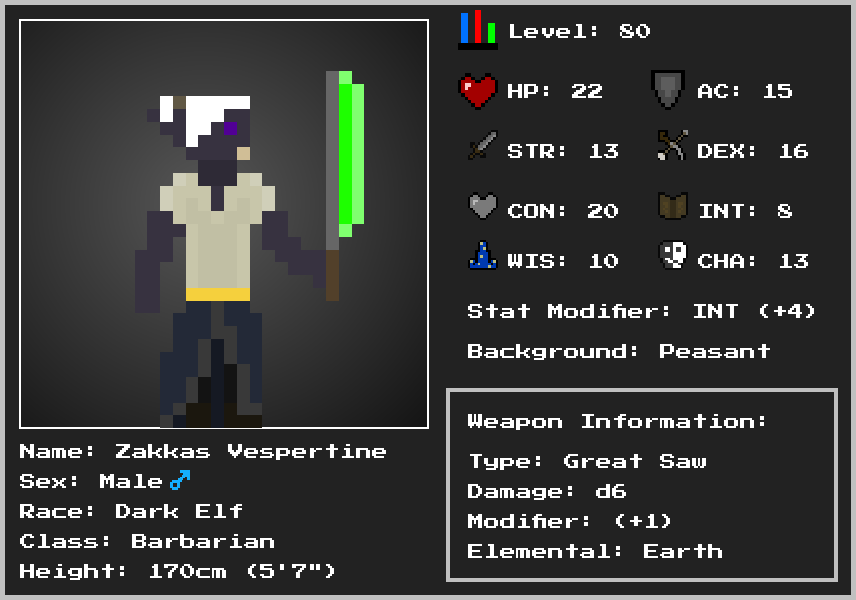 Level: 80
HP: 22 AC: 15
STR: 13 DEX: 16
CON: 20 INT: 8
WIS: 10 CHA: 13
Stat Modifier: INT (+4)
Background: Peasant
Weapon Information:
Type: Great Saw
Damage: d6
Modifier: (+1)
Elemental: Earth
Name: Zakkas Vespertine
Sex: Male♂
Race: Dark Elf
Class: Barbarian
Height: 170cm (5'7")